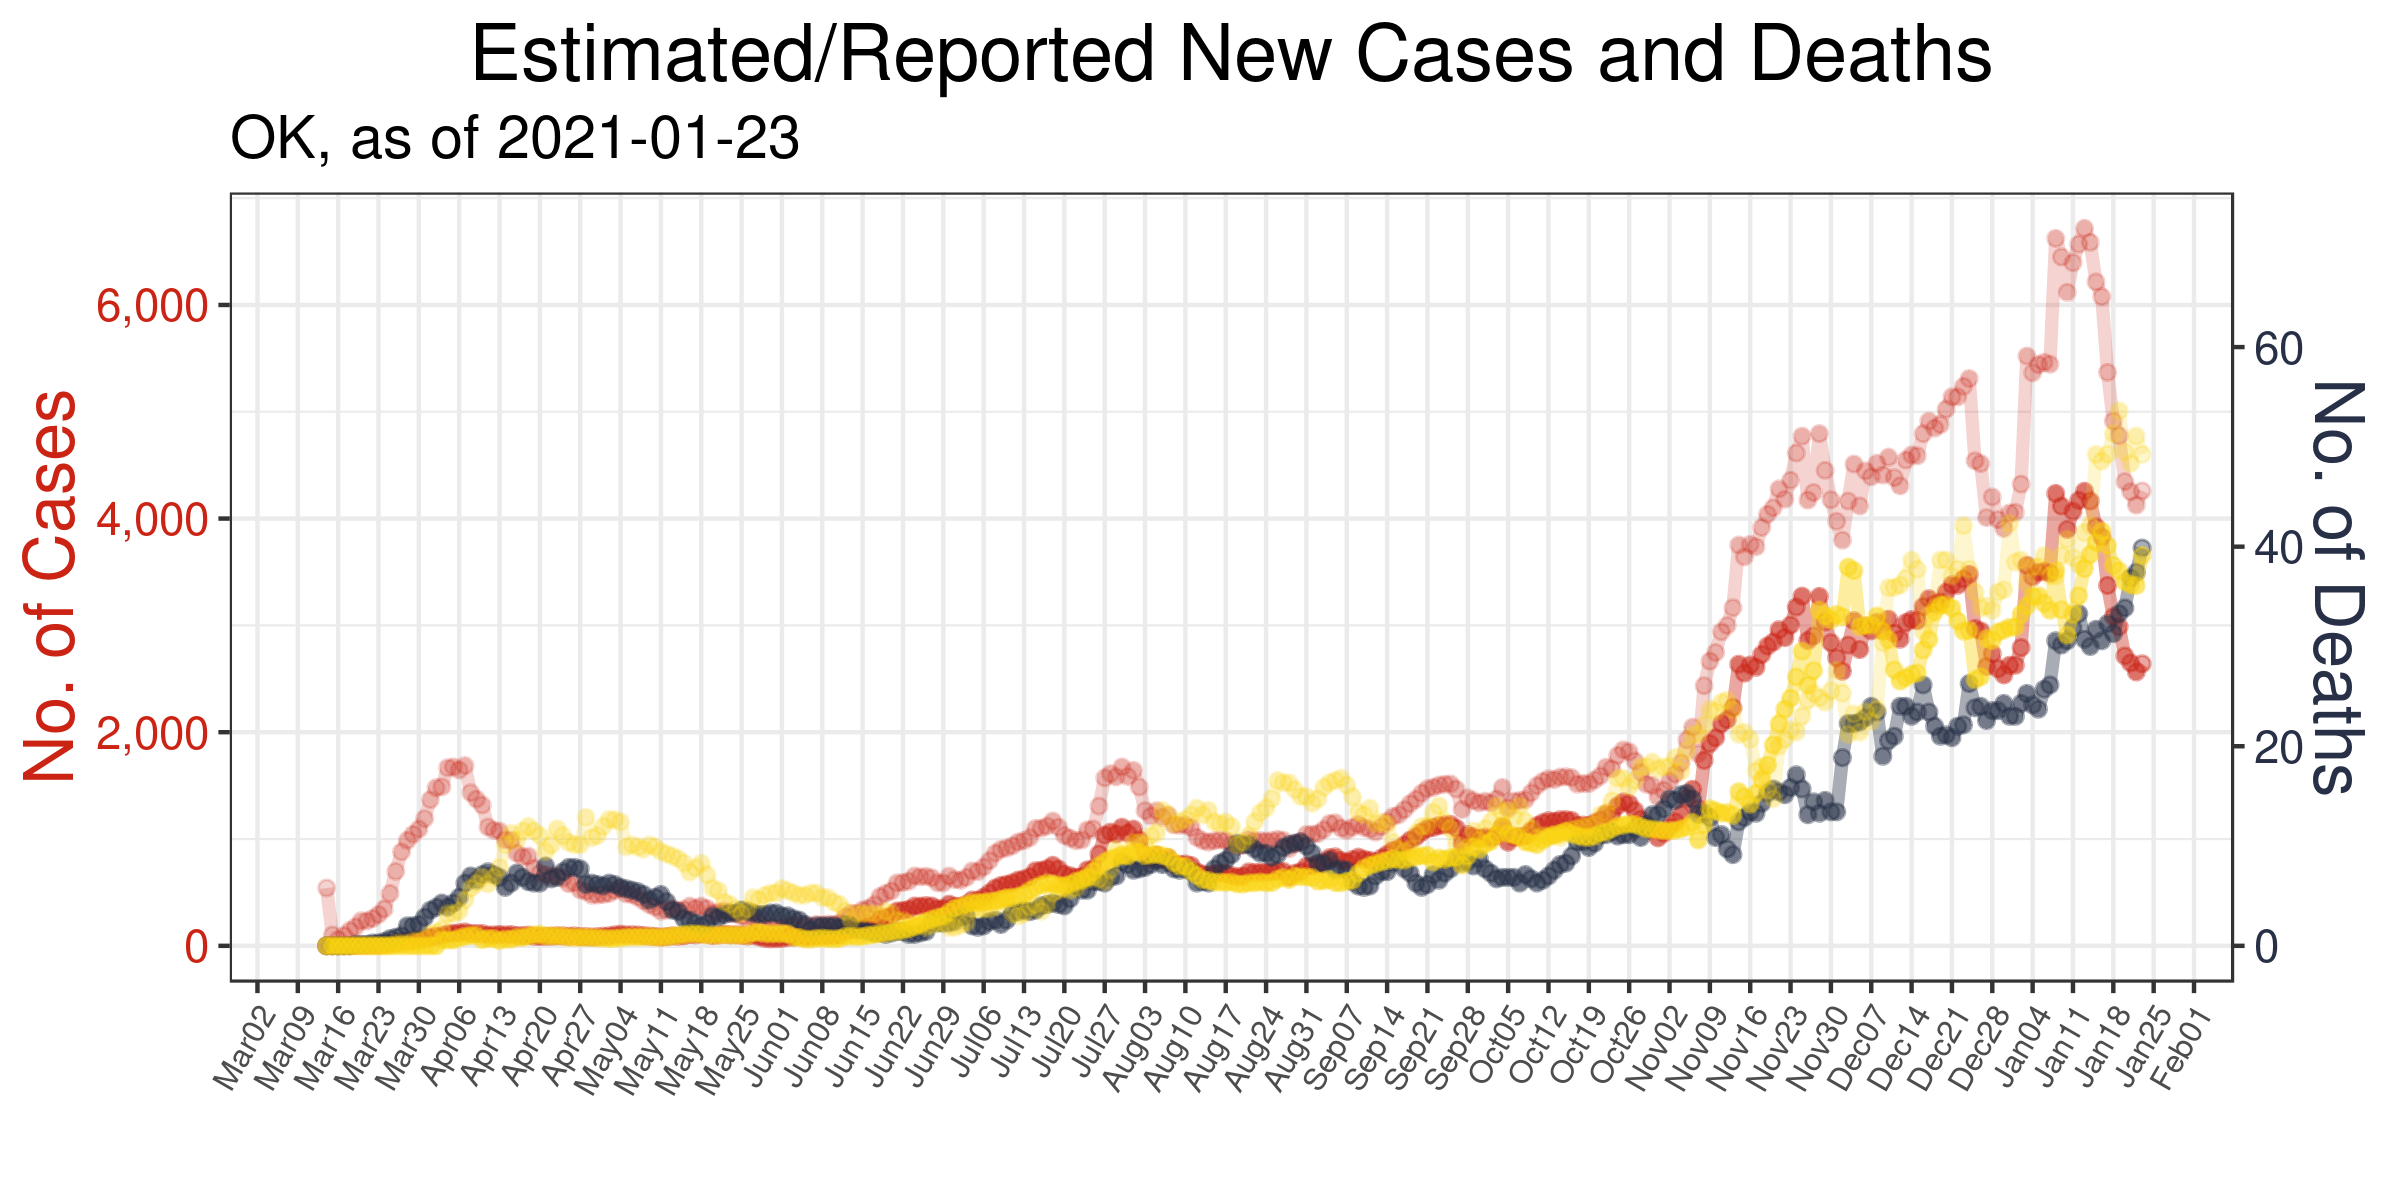 Estimated/Reported New Cases and Deaths
OK, as of 2021-01-23
No. of Cases
6,000
4,000
2,000
0
60
40
20
0
No. of Deaths
Mar02
Mar09
Mar16
Mar23
Mar30
Apr06
Apr13
Apr20
Apr27
May04
May11
May18
May25
Jun01
Jun08
Jun15
Jun22
Jun29
Jul06
Jul13
Jul20
Jul27
Aug03
Aug10
Aug17
Aug24
Aug31
Sep07
Sep14
Sep21
Sep28
Oct05
Oct12
Oct19
Oct26
Nov02
Nov09
Nov16
Nov23
Nov30
Dec07
Dec14
Dec21
Dec28
Jan04
Jan11
Jan18
Jan25
Feb01